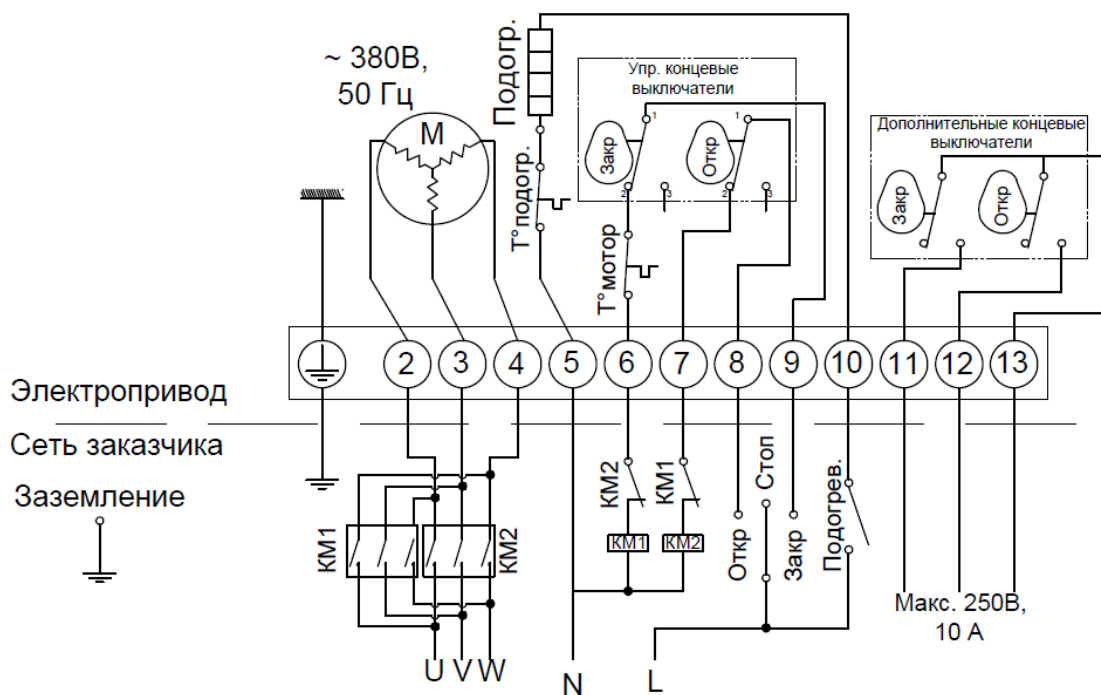 ~ 380В,
50 Гц
М
Подогр.
Т° подогр.
Упр. концевые
выключатели
Закр
1
2
3
Откр
1
2
3
Т° мотор
Дополнительные концевые
выключатели
Закр
Откр
2
3
4
5
6
7
8
9
10
11
12
13
Электропривод
Сеть заказчика
Заземление
КМ1
КМ2
КМ2
КМ1
КМ1
КМ2
Откр
Стоп
Закр
Подогрев.
Макс. 250В,
10 А
U V W
N
L